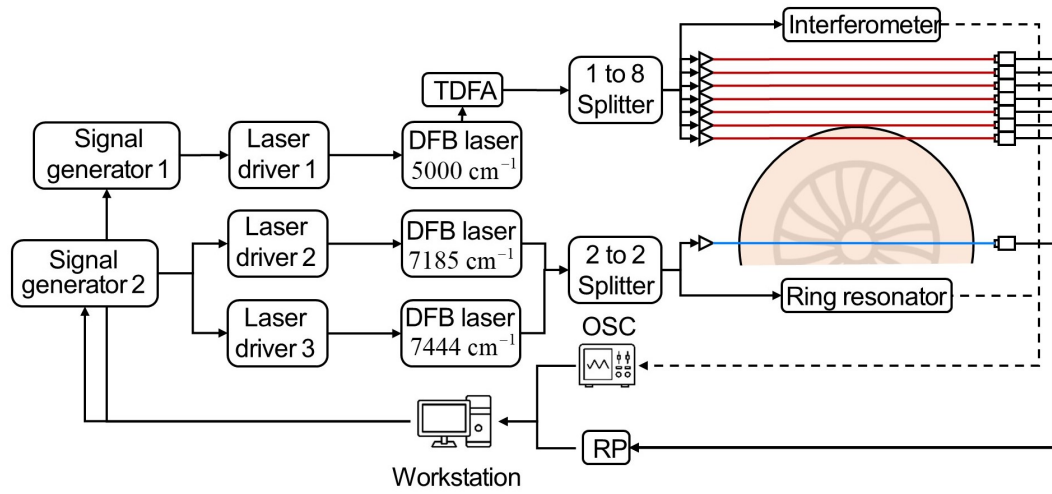 Interferometer
1 to 8
Splitter
TDFA
Signal
generator 1
Laser
driver 1
DFB laser
5000 cm⁻¹
Signal
generator 2
Laser
driver 2
DFB laser
7185 cm⁻¹
2 to 2
Splitter
Ring resonator
Laser
driver 3
DFB laser
7444 cm⁻¹
OSC
RP
Workstation